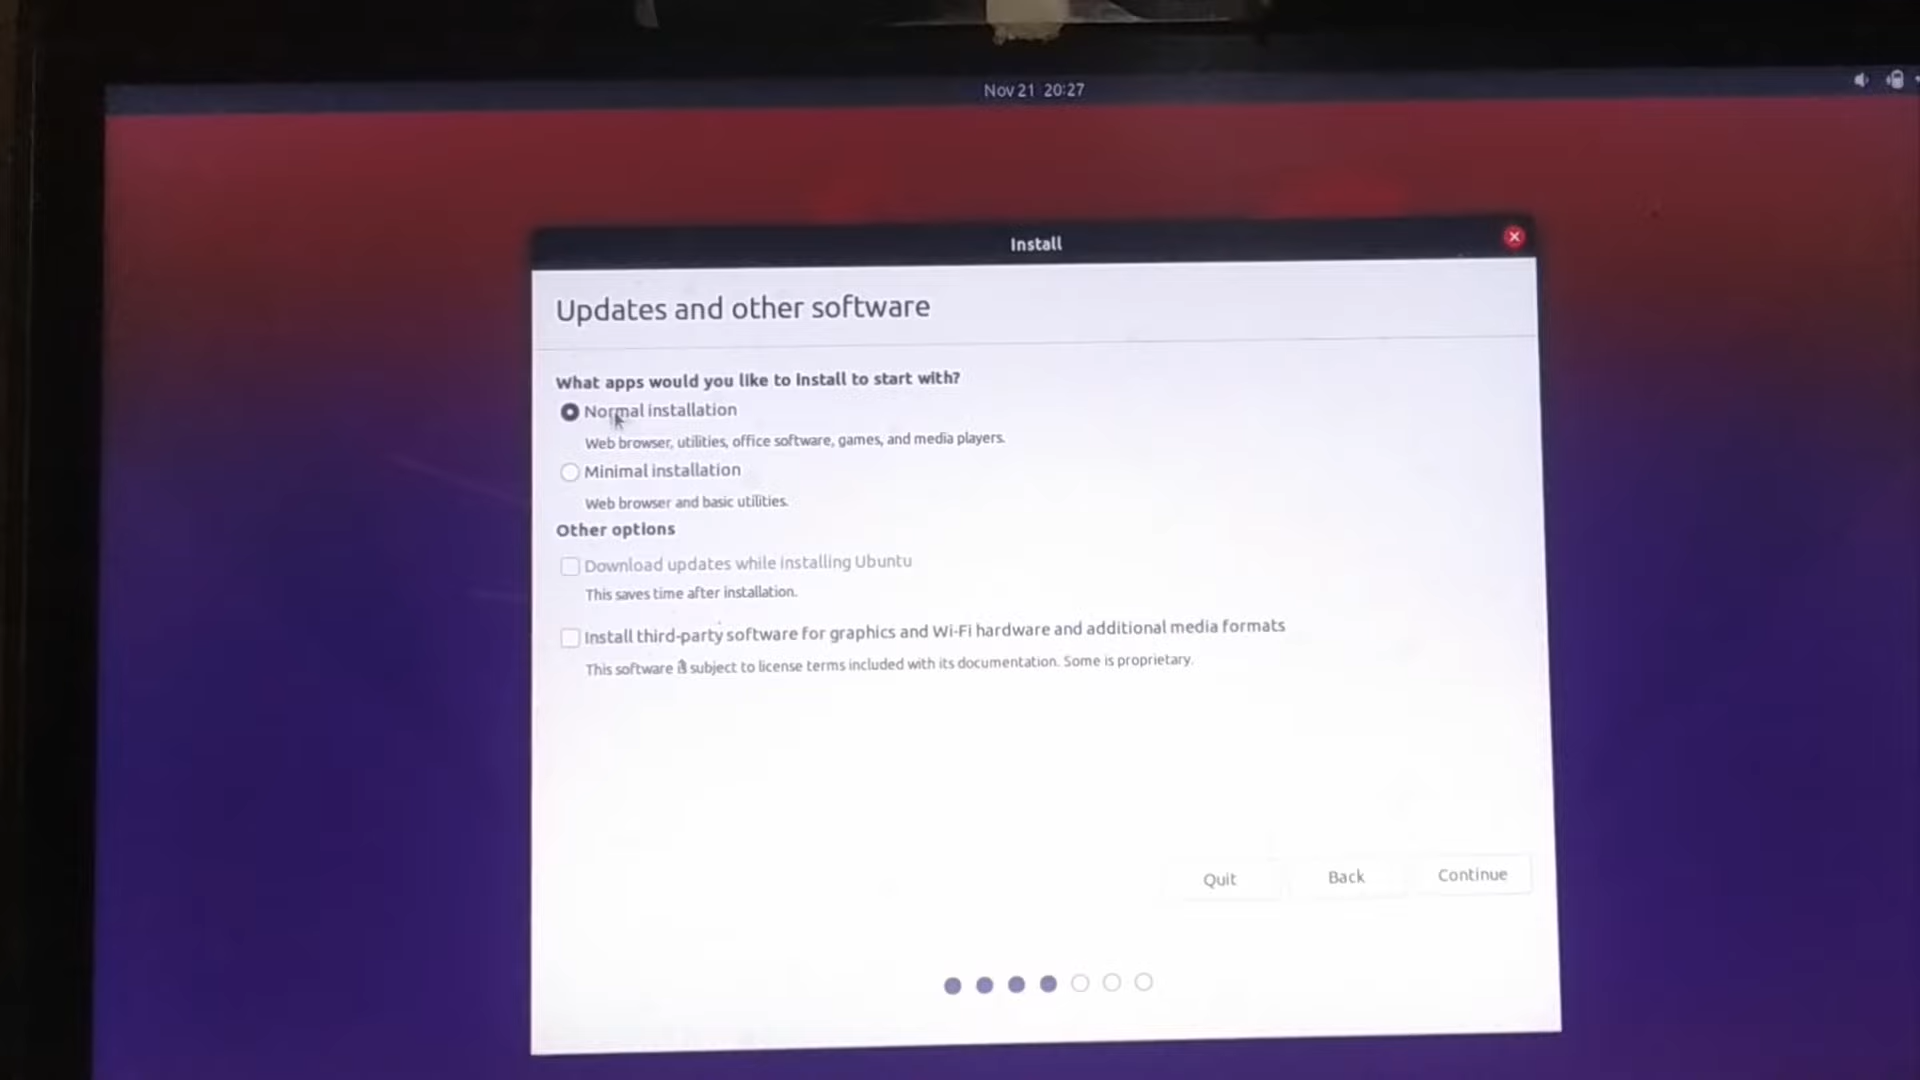 Nov 21 20:27
Install
Updates and other software
What apps would you like to install to start with?
Normal installation
Web browser, utilities, office software, games, and media players.
Minimal installation
Web browser and basic utilities.
Other options
Download updates while installing Ubuntu
This saves time after installation.
Install third-party software for graphics and Wi-Fi hardware and additional media formats
This software is subject to license terms included with its documentation. Some is proprietary.
Quit Back Continue